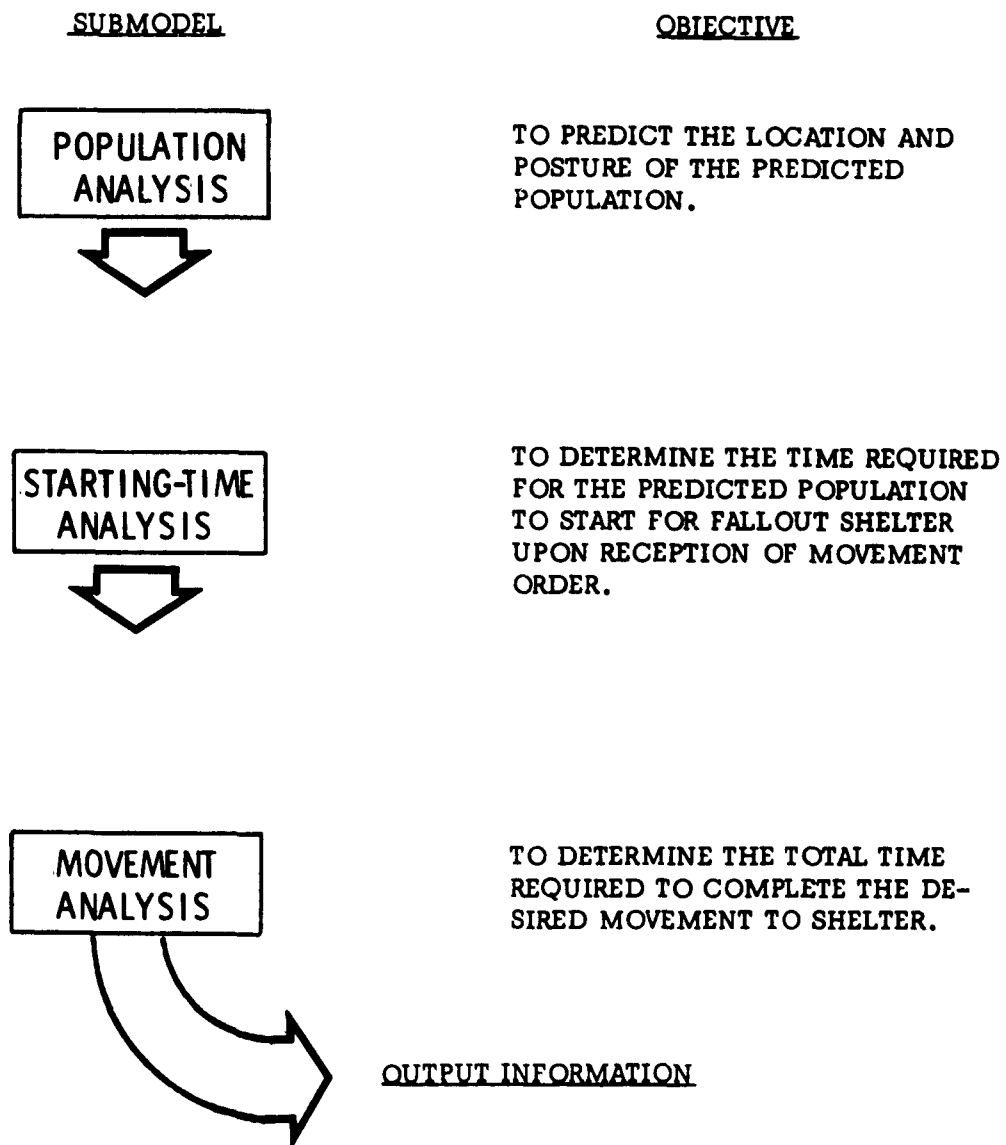 SUBMODEL
OBJECTIVE
POPULATION
ANALYSIS
TO PREDICT THE LOCATION AND
POSTURE OF THE PREDICTED
POPULATION.
STARTING-TIME
ANALYSIS
TO DETERMINE THE TIME REQUIRED
FOR THE PREDICTED POPULATION
TO START FOR FALLOUT SHELTER
UPON RECEPTION OF MOVEMENT
ORDER.
MOVEMENT
ANALYSIS
TO DETERMINE THE TOTAL TIME
REQUIRED TO COMPLETE THE DE-
SIRED MOVEMENT TO SHELTER.
OUTPUT INFORMATION